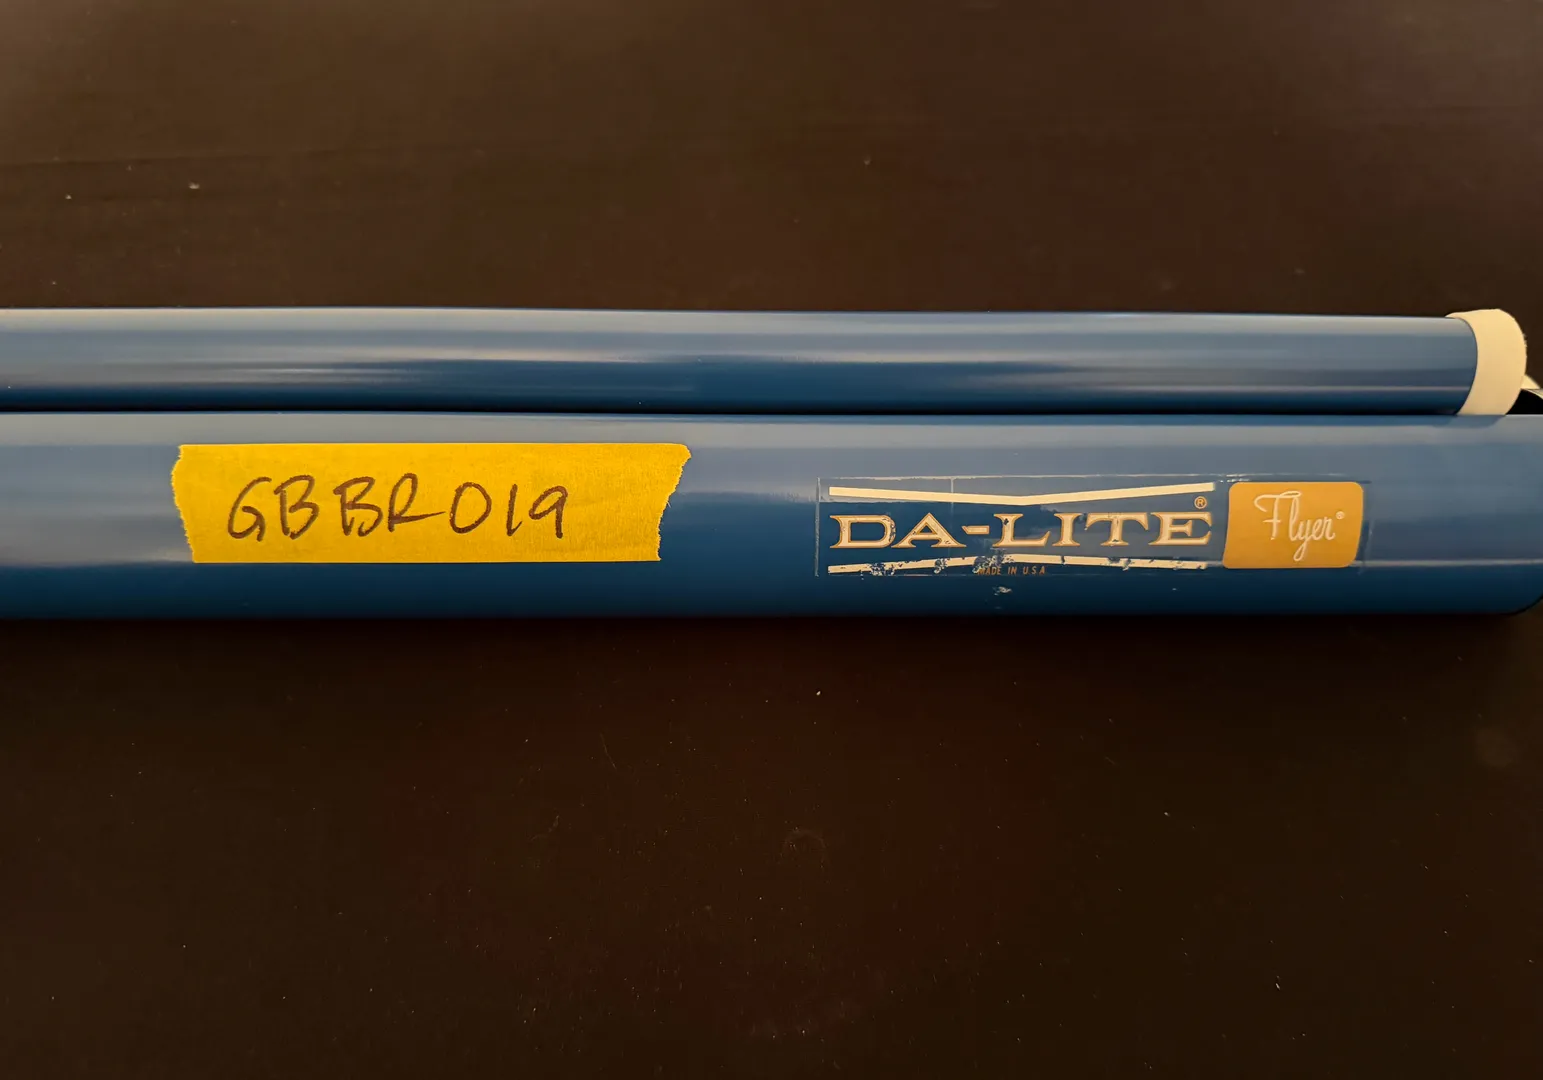 GBBR019
DA-LITE®
MADE IN U.S.A
Flyer®